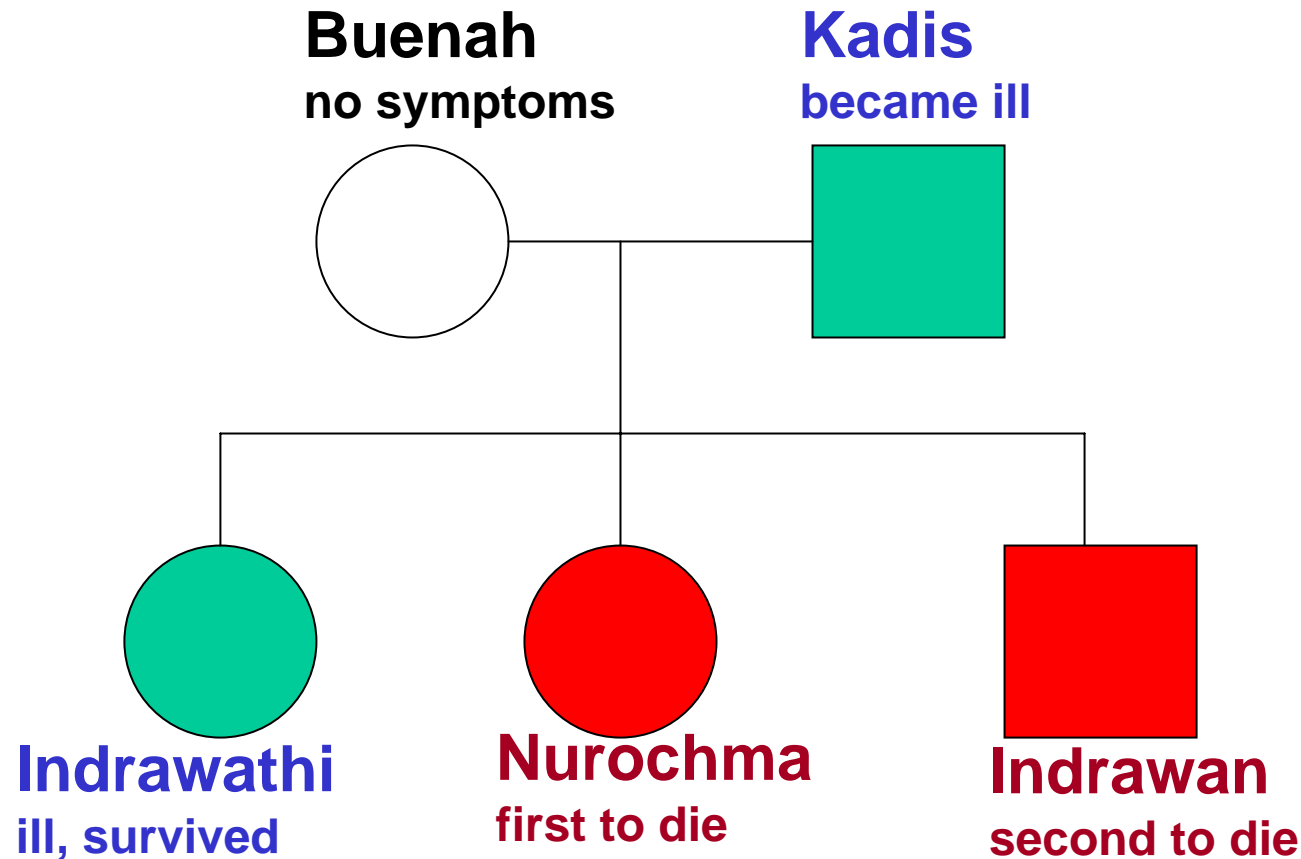 Buenah
no symptoms
Kadis
became ill
Indrawathi
ill, survived
Nurochma
first to die
Indrawan
second to die